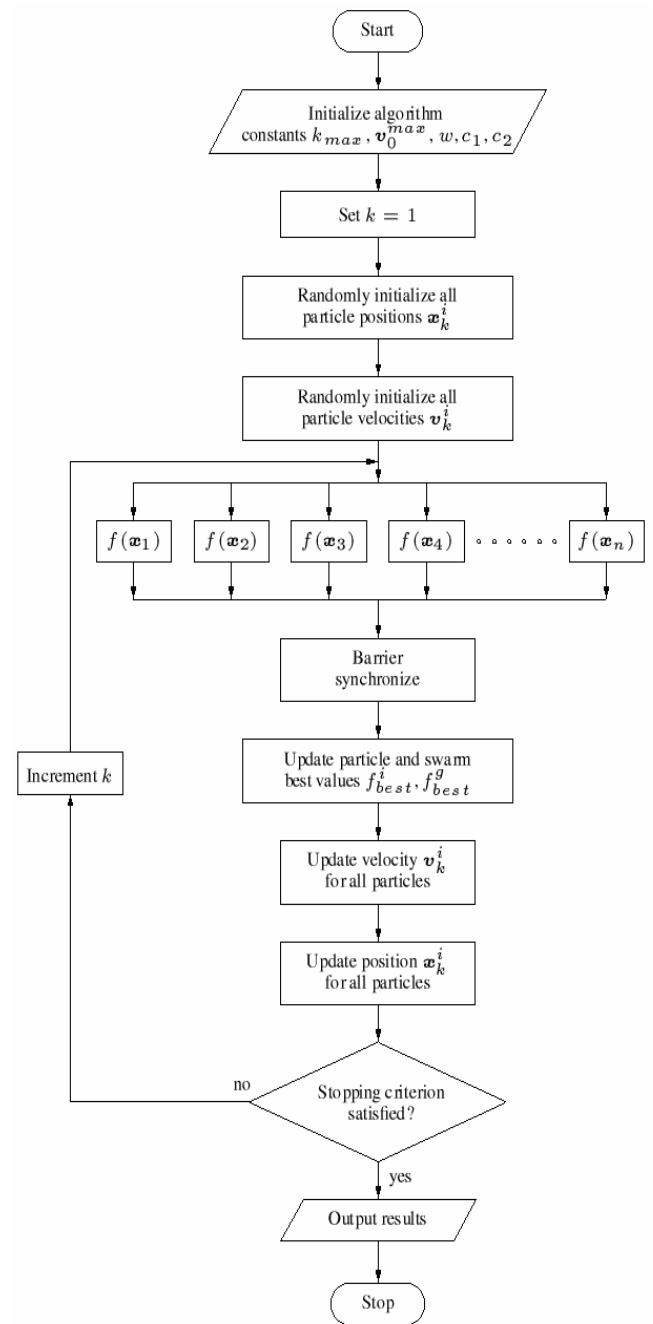 Start
Initialize algorithm
constants k_max, v_0^max, w, c_1, c_2
Set k = 1
Randomly initialize all
particle positions x_k^i
Randomly initialize all
particle velocities v_k^i
f(x_1) f(x_2) f(x_3) f(x_4) f(x_n)
Barrier
synchronize
Update particle and swarm
best values f_best^i, f_best^g
Increment k
Update velocity v_k^i
for all particles
Update position x_k^i
for all particles
no
Stopping criterion
satisfied?
yes
Output results
Stop